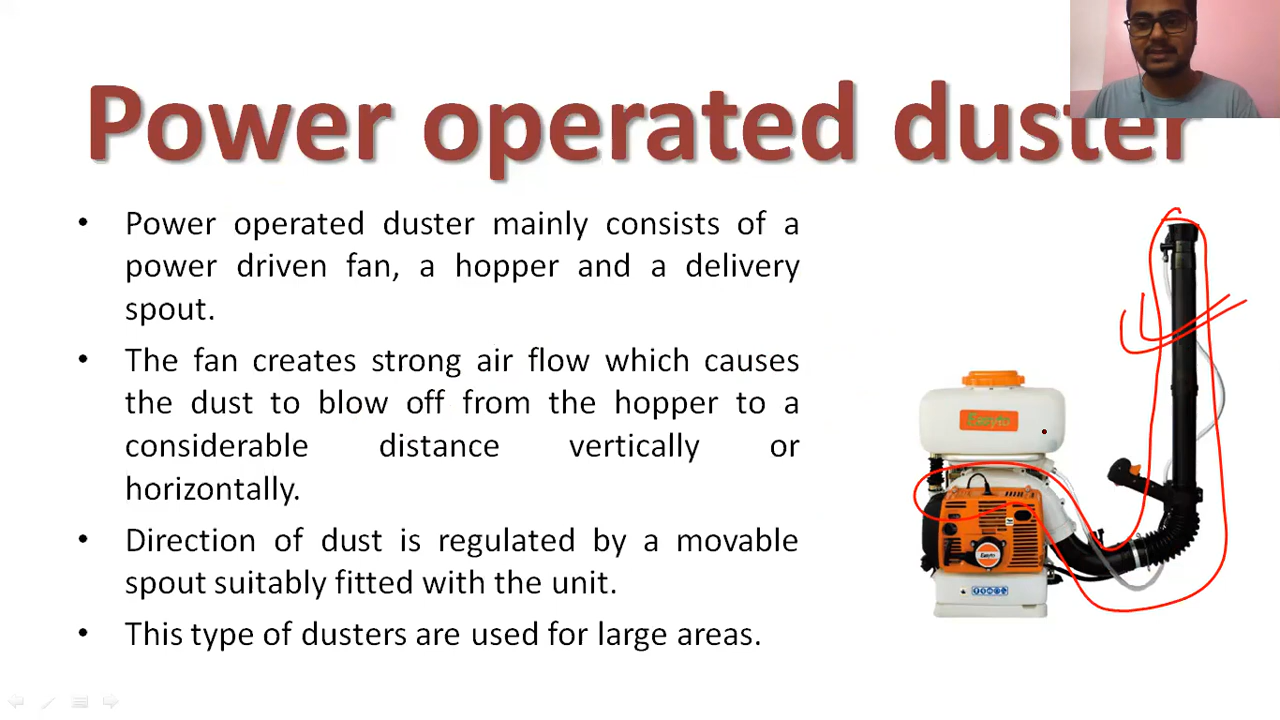 Power operated duster
• Power operated duster mainly consists of a
power driven fan, a hopper and a delivery
spout.
• The fan creates strong air flow which causes
the dust to blow off from the hopper to a
considerable distance vertically or
horizontally.
• Direction of dust is regulated by a movable
spout suitably fitted with the unit.
• This type of dusters are used for large areas.